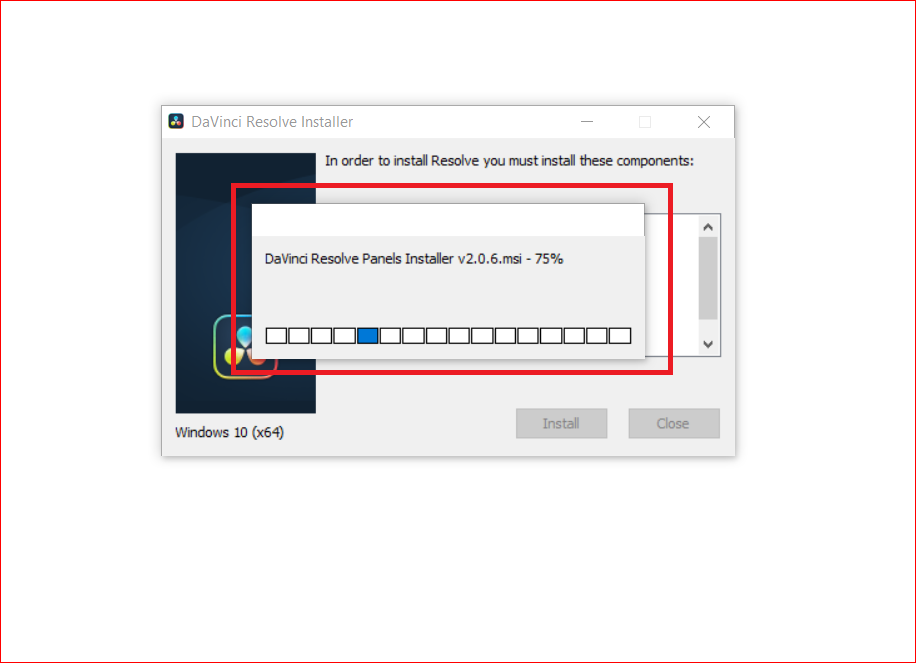 DaVinci Resolve Installer
In order to install Resolve you must install these components:
DaVinci Resolve Panels Installer v2.0.6.msi - 75%
Windows 10 (x64)
Install
Close